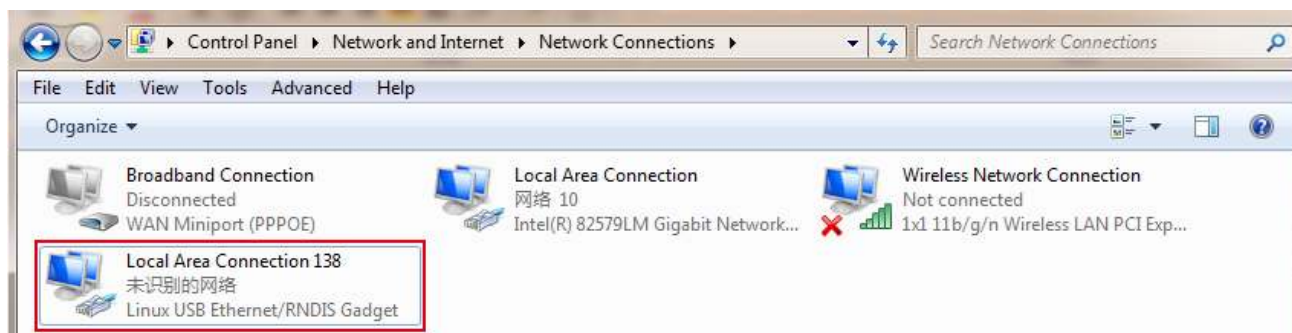 Control Panel ▸ Network and Internet ▸ Network Connections ▸
Search Network Connections
File Edit View Tools Advanced Help
Organize
Broadband Connection
Disconnected
WAN Miniport (PPPOE)
Local Area Connection
网络 10
Intel(R) 82579LM Gigabit Network...
Wireless Network Connection
Not connected
1x1 11b/g/n Wireless LAN PCI Exp...
Local Area Connection 138
未识别的网络
Linux USB Ethernet/RNDIS Gadget